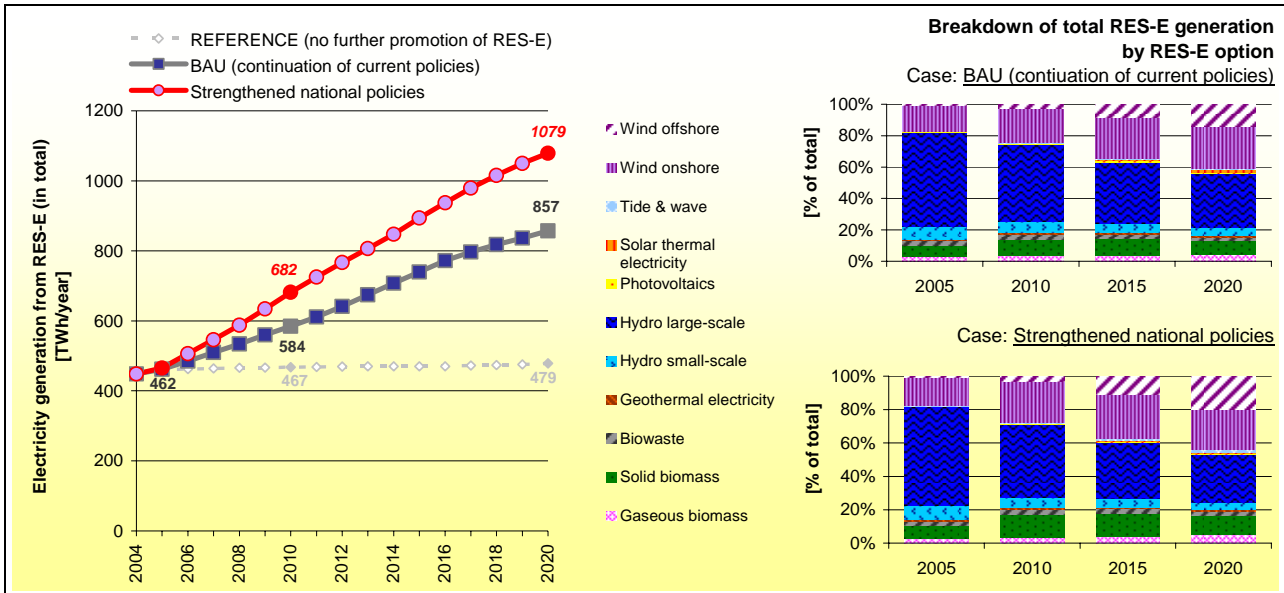 REFERENCE (no further promotion of RES-E)
BAU (continuation of current policies)
Strengthened national policies
Electricity generation from RES-E (in total)
[TWh/year]
1200
1000
800
600
400
200
0
1079
857
682
584
462
467
479
2004
2006
2008
2010
2012
2014
2016
2018
2020
Wind offshore
Wind onshore
Tide & wave
Solar thermal
electricity
Photovoltaics
Hydro large-scale
Hydro small-scale
Geothermal electricity
Biowaste
Solid biomass
Gaseous biomass
Breakdown of total RES-E generation
by RES-E option
Case: BAU (contiuation of current policies)
[% of total]
100%
80%
60%
40%
20%
0%
2005
2010
2015
2020
Case: Strengthened national policies
[% of total]
100%
80%
60%
40%
20%
0%
2005
2010
2015
2020